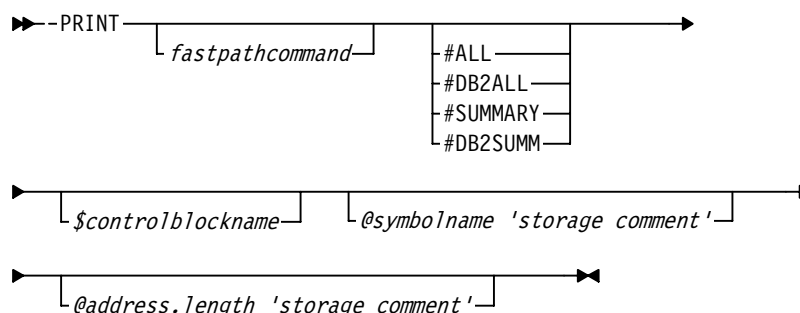 -PRINT
fastpathcommand
#ALL
#DB2ALL
#SUMMARY
#DB2SUMM
$controlblockname
@symbolname 'storage comment'
@address.length 'storage comment'